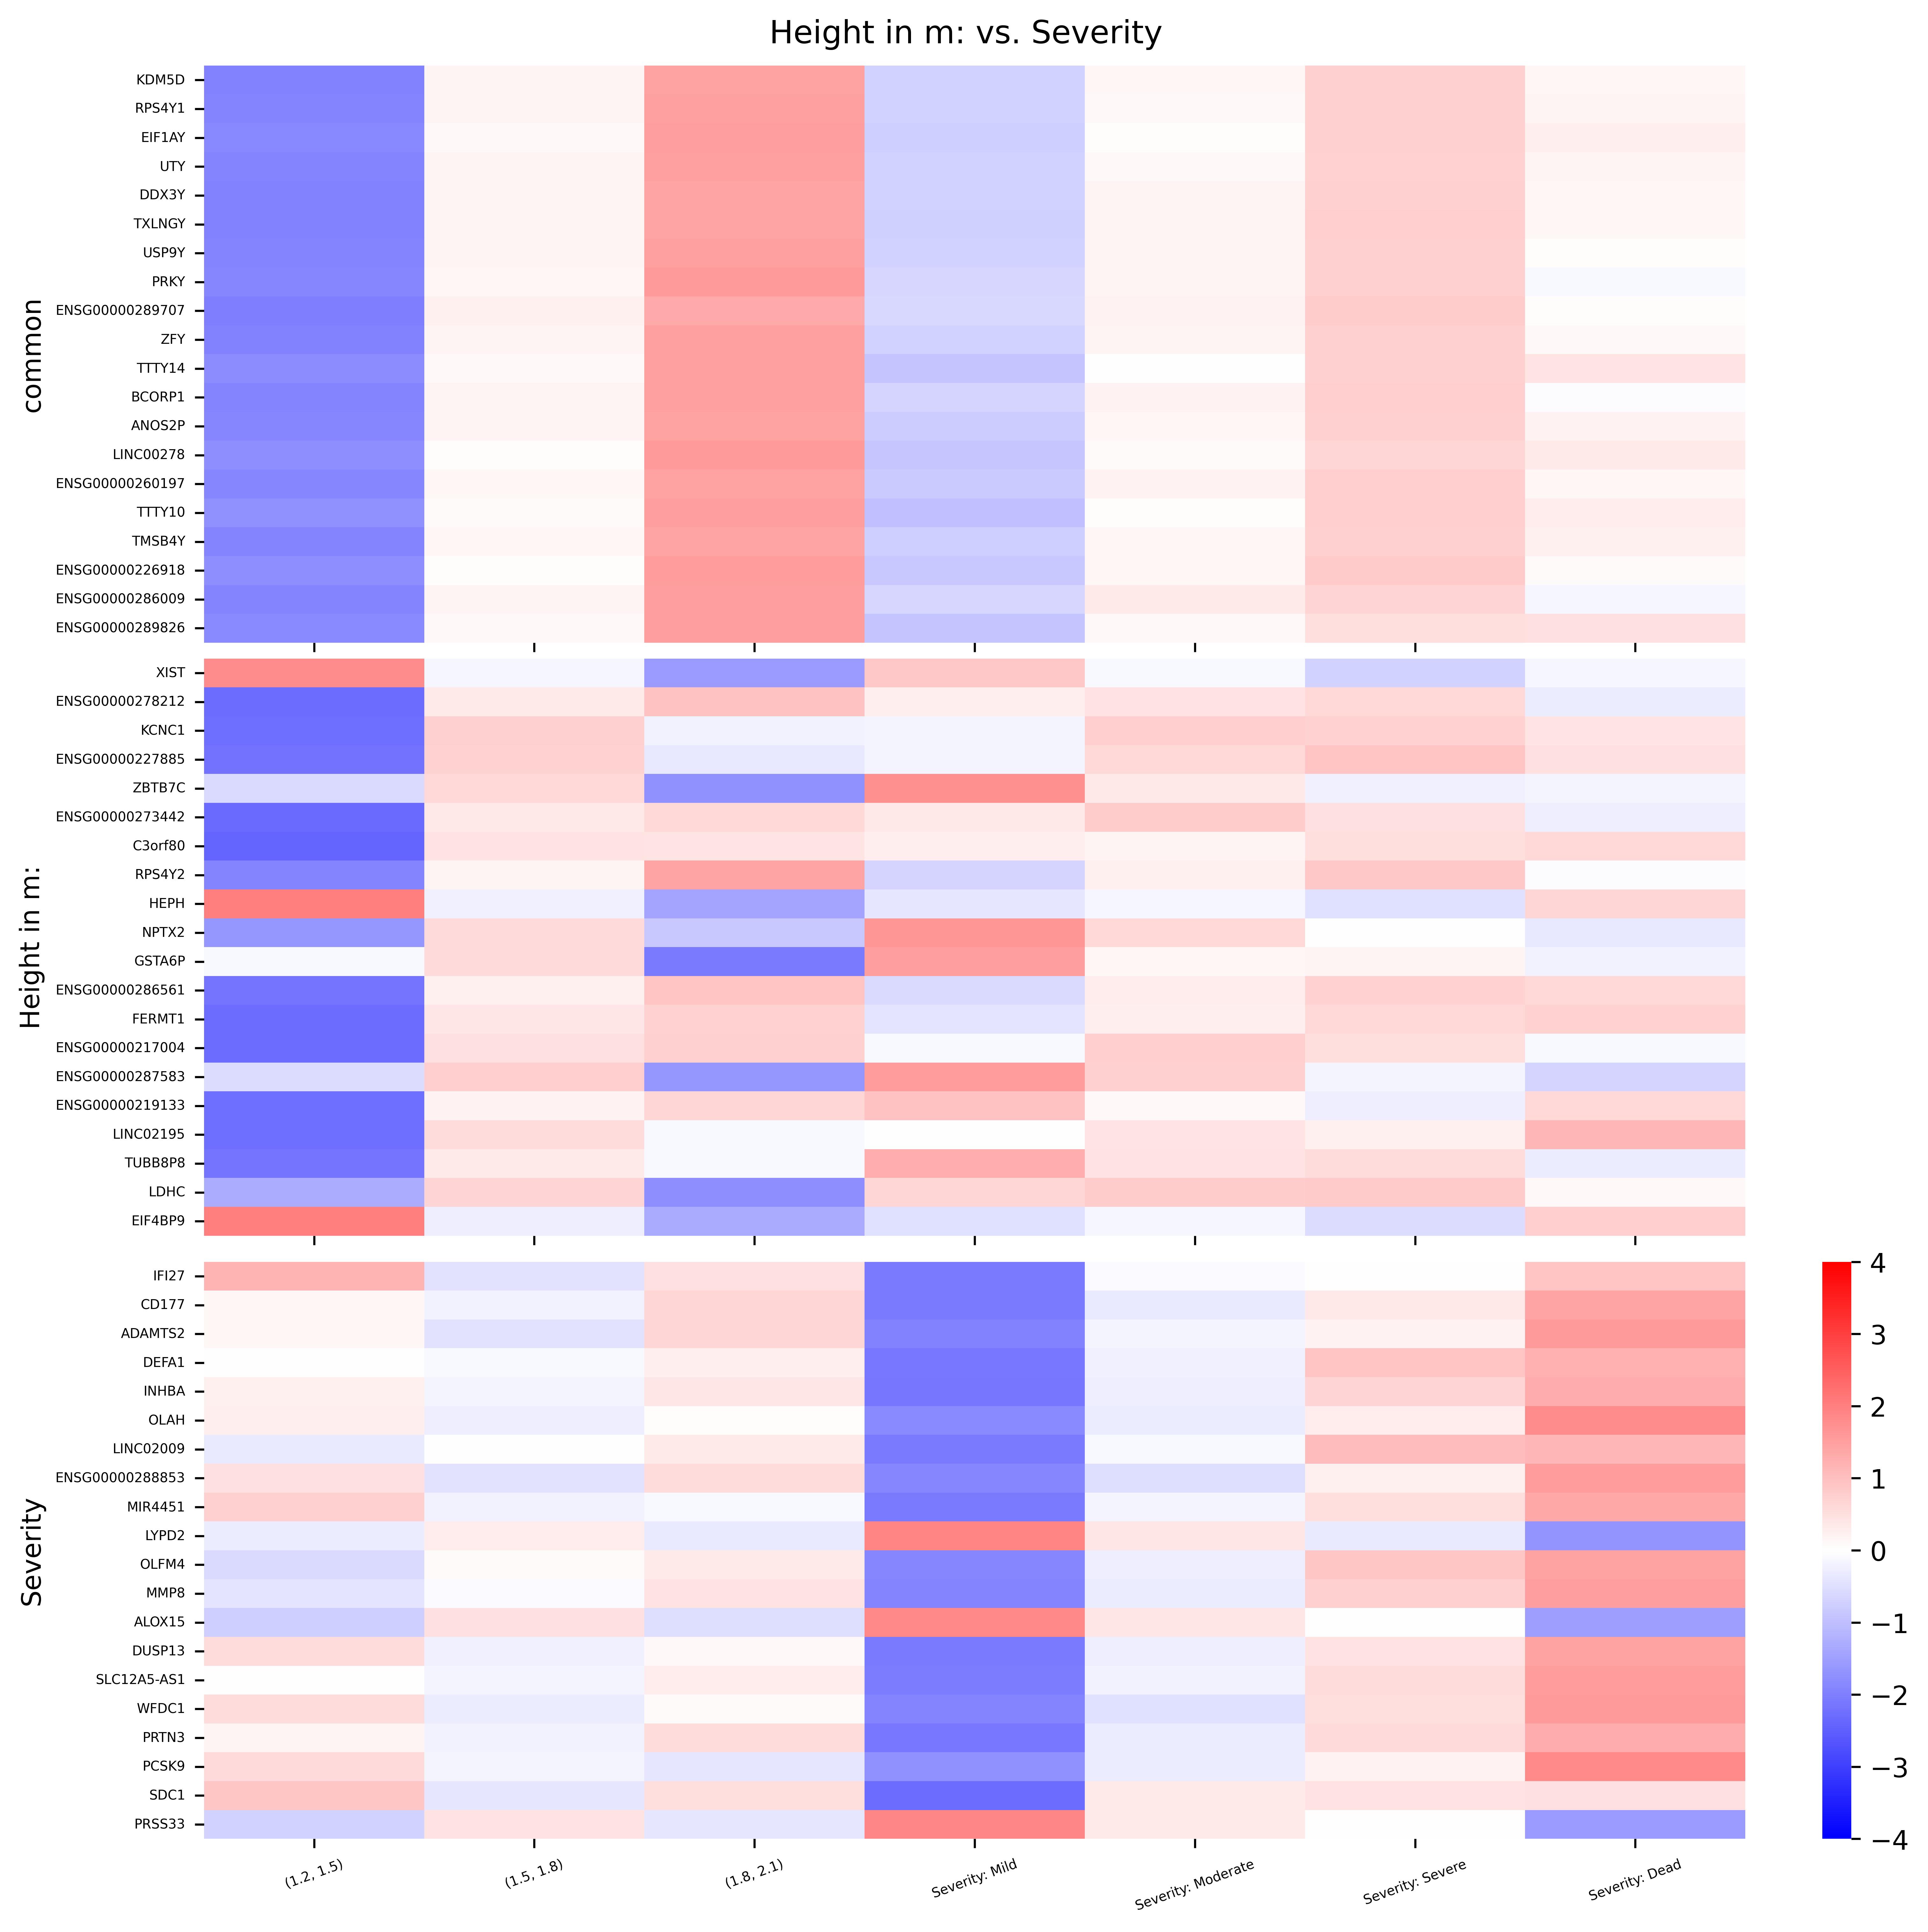 Height in m: vs. Severity
common
KDM5D
RPS4Y1
EIF1AY
UTY
DDX3Y
TXLNGY
USP9Y
PRKY
ENSG00000289707
ZFY
TTTY14
BCORP1
ANOS2P
LINC00278
ENSG00000260197
TTTY10
TMSB4Y
ENSG00000226918
ENSG00000286009
ENSG00000289826
Height in m:
XIST
ENSG00000278212
KCNC1
ENSG00000227885
ZBTB7C
ENSG00000273442
C3orf80
RPS4Y2
HEPH
NPTX2
GSTA6P
ENSG00000286561
FERMT1
ENSG00000217004
ENSG00000287583
ENSG00000219133
LINC02195
TUBB8P8
LDHC
EIF4BP9
Severity
IFI27
CD177
ADAMTS2
DEFA1
INHBA
OLAH
LINC02009
ENSG00000288853
MIR4451
LYPD2
OLFM4
MMP8
ALOX15
DUSP13
SLC12A5-AS1
WFDC1
PRTN3
PCSK9
SDC1
PRSS33
(1.2, 1.5)
(1.5, 1.8)
(1.8, 2.1)
Severity: Mild
Severity: Moderate
Severity: Severe
Severity: Dead
4
3
2
1
0
−1
−2
−3
−4